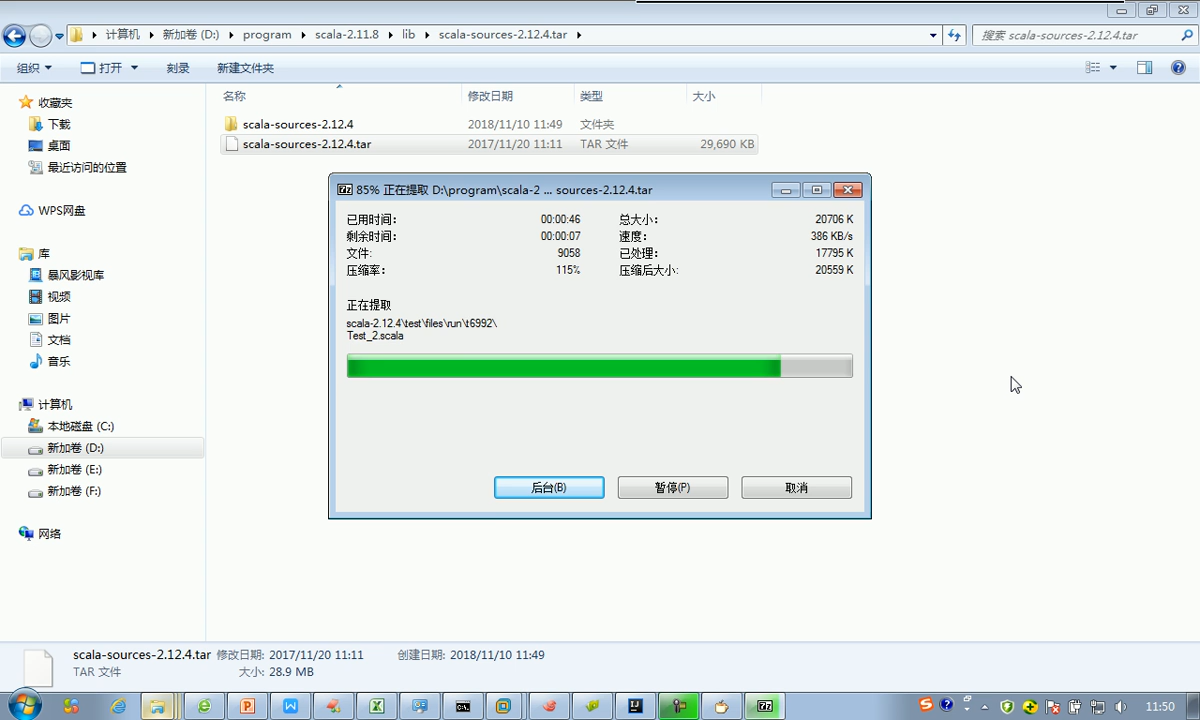 计算机 新加卷 (D:) program scala-2.11.8 lib scala-sources-2.12.4.tar 搜索 scala-sources-2.12.4.tar
组织 打开 刻录 新建文件夹
名称 修改日期 类型 大小
scala-sources-2.12.4 2018/11/10 11:49 文件夹
scala-sources-2.12.4.tar 2017/11/20 11:11 TAR 文件 29,690 KB
收藏夹
下载
桌面
最近访问的位置
WPS网盘
库
暴风影视库
视频
图片
文档
音乐
计算机
本地磁盘 (C:)
新加卷 (D:)
新加卷 (E:)
新加卷 (F:)
网络
85% 正在提取 D:\program\scala-2 ... sources-2.12.4.tar
已用时间: 00:00:46 总大小: 20706 K
剩余时间: 00:00:07 速度: 386 KB/s
文件: 9058 已处理: 17795 K
压缩率: 115% 压缩后大小: 20559 K
正在提取
scala-2.12.4\test\files\run\t6992\
Test_2.scala
后台(B) 暂停(P) 取消
scala-sources-2.12.4.tar 修改日期: 2017/11/20 11:11 创建日期: 2018/11/10 11:49
TAR 文件 大小: 28.9 MB
11:50